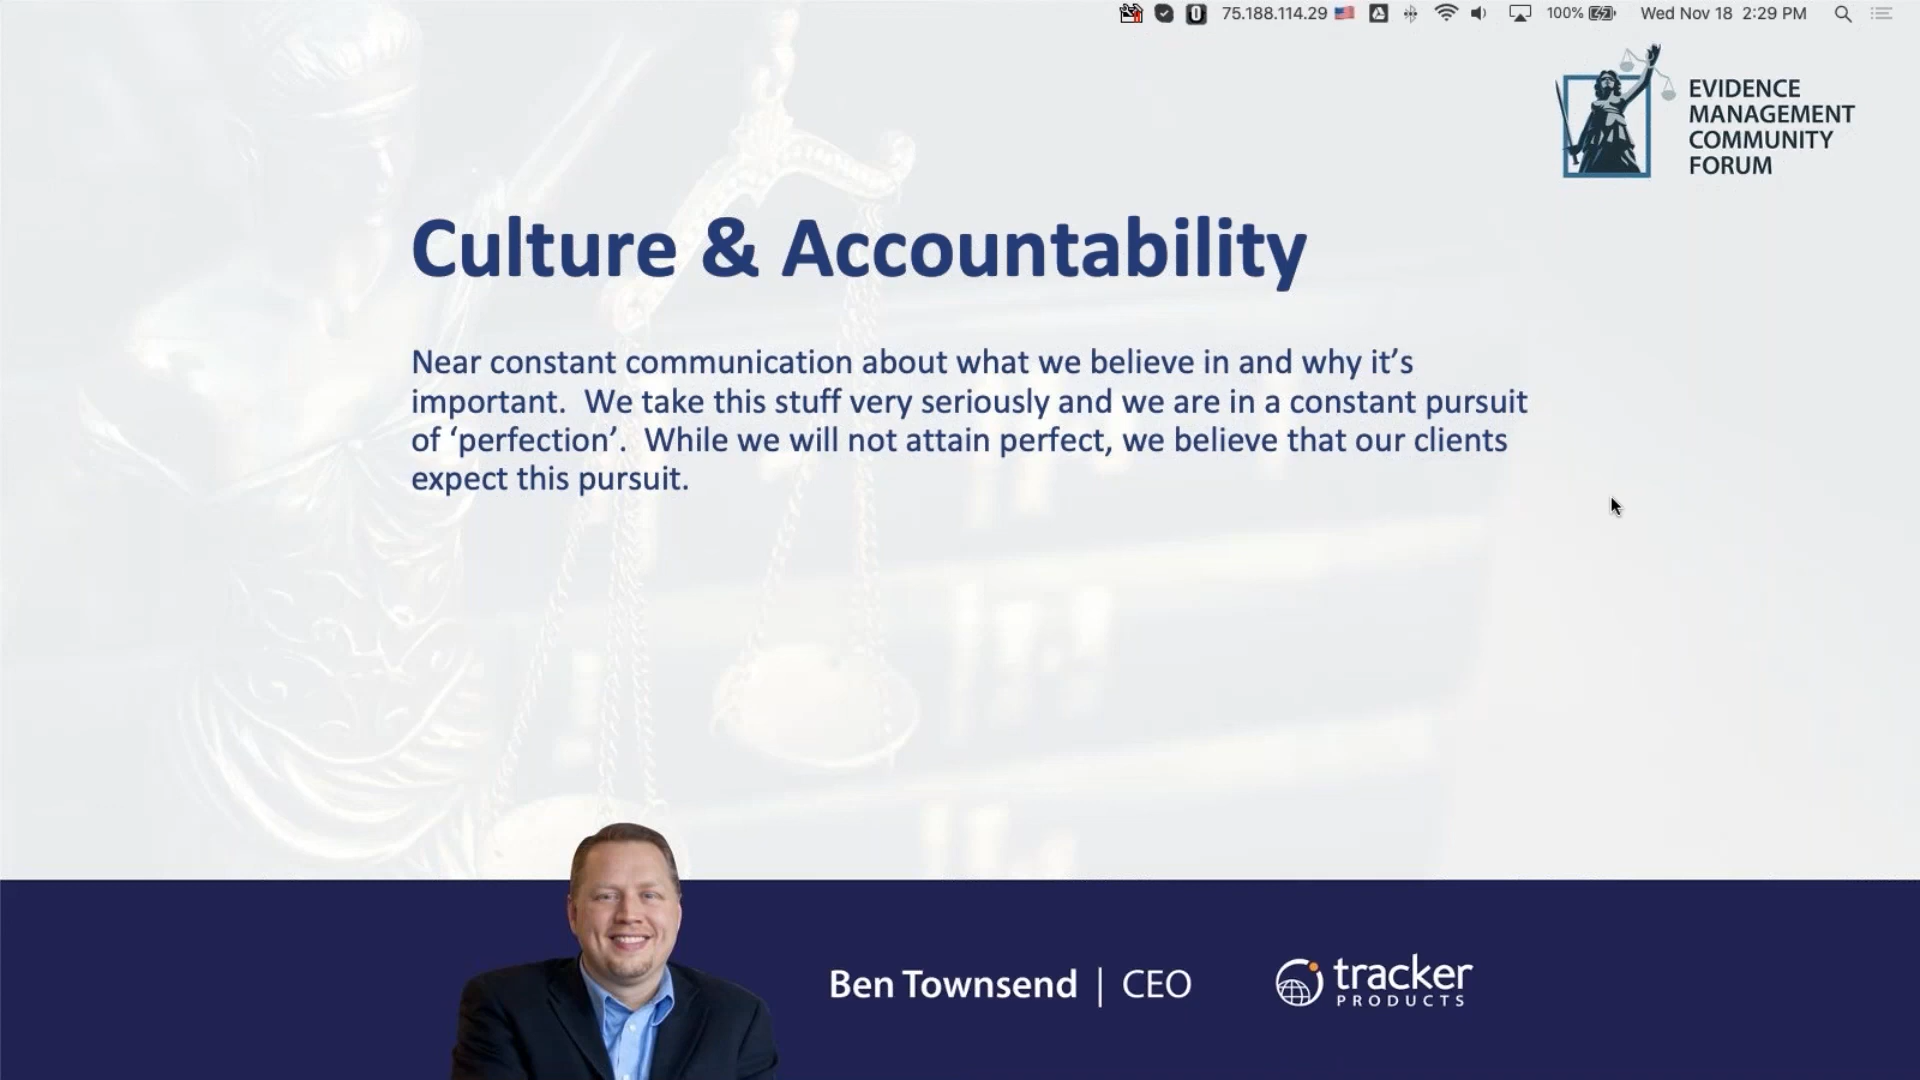 75.188.114.29 100% Wed Nov 18 2:29 PM
EVIDENCE
MANAGEMENT
COMMUNITY
FORUM
Culture & Accountability
Near constant communication about what we believe in and why it’s
important.  We take this stuff very seriously and we are in a constant pursuit
of ‘perfection’.  While we will not attain perfect, we believe that our clients
expect this pursuit.
Ben Townsend | CEO
tracker
PRODUCTS